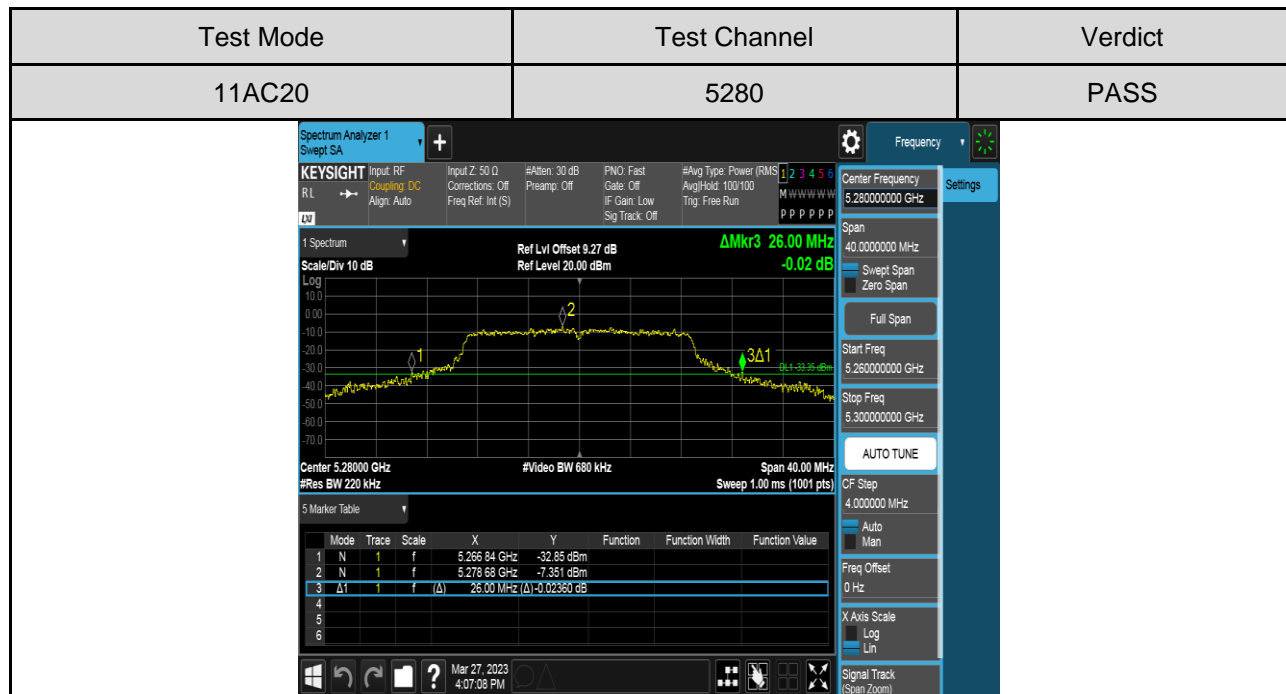 Test Mode Test Channel Verdict
11AC20 5280 PASS
Spectrum Analyzer 1
Swept SA
+
Frequency
KEYSIGHT Input: RF Input Z: 50 Ω #Atten: 30 dB PNO: Fast #Avg Type: Power (RMS 1 2 3 4 5 6
RL Coupling: DC Corrections: Off Preamp: Off Gate: Off Avg|Hold: 100/100 M W W W W W
Align: Auto Freq Ref: Int (S) IF Gain: Low Trig: Free Run
LXI Sig Track: Off P P P P P P
1 Spectrum Ref Lvl Offset 9.27 dB ΔMkr3 26.00 MHz
Scale/Div 10 dB Ref Level 20.00 dBm -0.02 dB
Log
10.0
0.00
-10.0
-20.0
-30.0
-40.0
-50.0
-60.0
-70.0
2
1
3Δ1
DL1 -33.35 dBm
Center 5.28000 GHz #Video BW 680 kHz Span 40.00 MHz
#Res BW 220 kHz Sweep 1.00 ms (1001 pts)
5 Marker Table
Mode Trace Scale X Y Function Function Width Function Value
1 N 1 f 5.266 84 GHz -32.85 dBm
2 N 1 f 5.278 68 GHz -7.351 dBm
3 Δ1 1 f (Δ) 26.00 MHz (Δ) -0.02360 dB
4
5
6
?
Mar 27, 2023
4:07:08 PM
Center Frequency
5.280000000 GHz
Settings
Span
40.0000000 MHz
Swept Span
Zero Span
Full Span
Start Freq
5.260000000 GHz
Stop Freq
5.300000000 GHz
AUTO TUNE
CF Step
4.000000 MHz
Auto
Man
Freq Offset
0 Hz
X Axis Scale
Log
Lin
Signal Track
(Span Zoom)